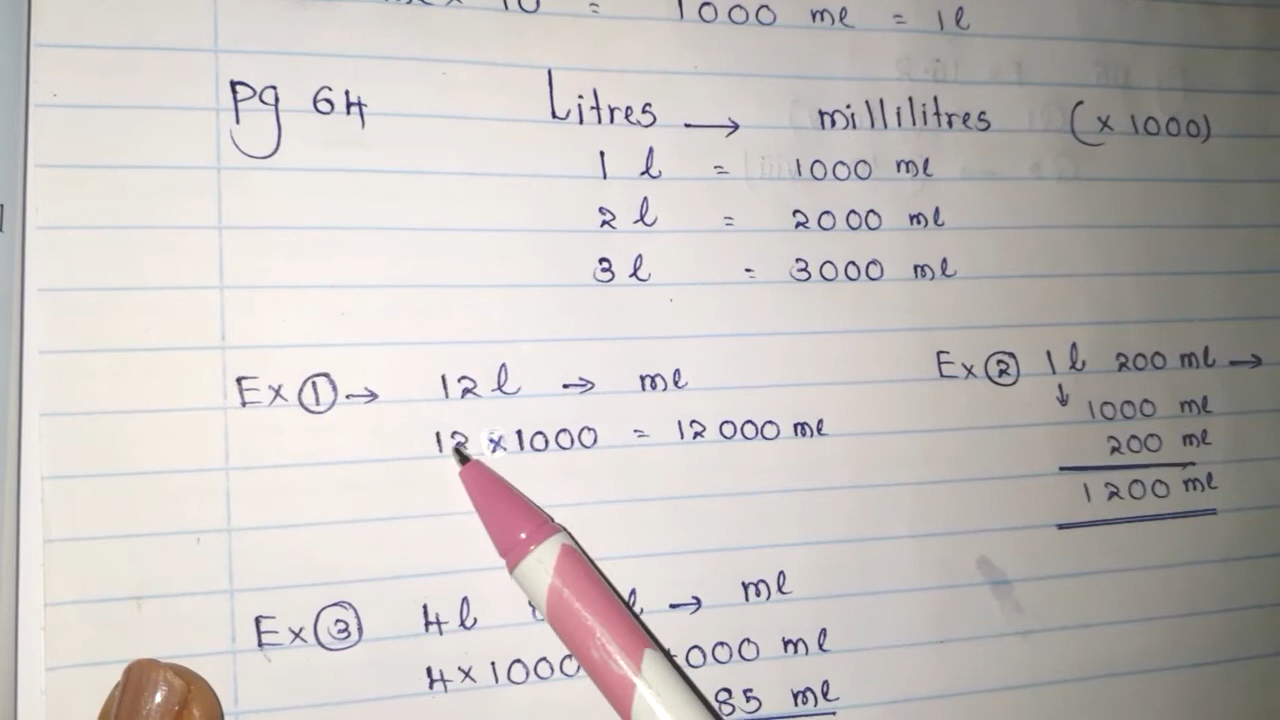 10 = 1000 ml = 1l
Pg 64 Litres → millilitres (x 1000)
1 l = 1000 ml
2 l = 2000 ml
3 l = 3000 ml
Ex ① → 12 l → ml
12 x 1000 = 12000 ml
Ex ② 1 l 200 ml →
↓ 1000 ml
200 ml
1200 ml
Ex ③ 4 l → ml
4 x 1000 000 ml
85 ml